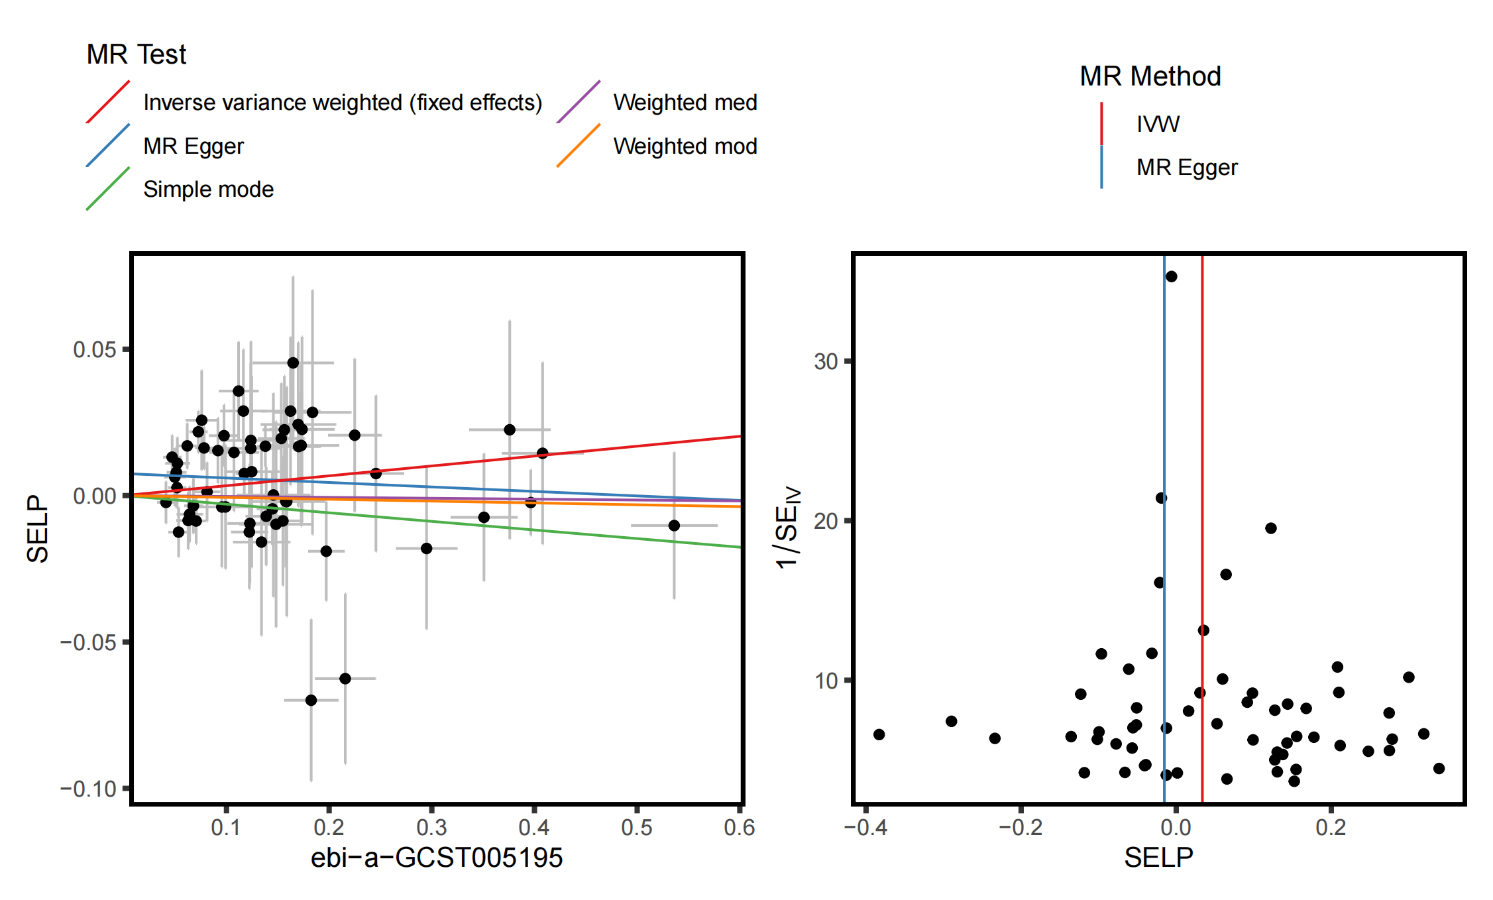 MR Test
Inverse variance weighted (fixed effects)
Weighted med
MR Egger
Weighted mod
Simple mode
MR Method
IVW
MR Egger
SELP
0.05
0.00
−0.05
−0.10
0.1 0.2 0.3 0.4 0.5 0.6
ebi−a−GCST005195
1/SEIV
30
20
10
−0.4 −0.2 0.0 0.2
SELP